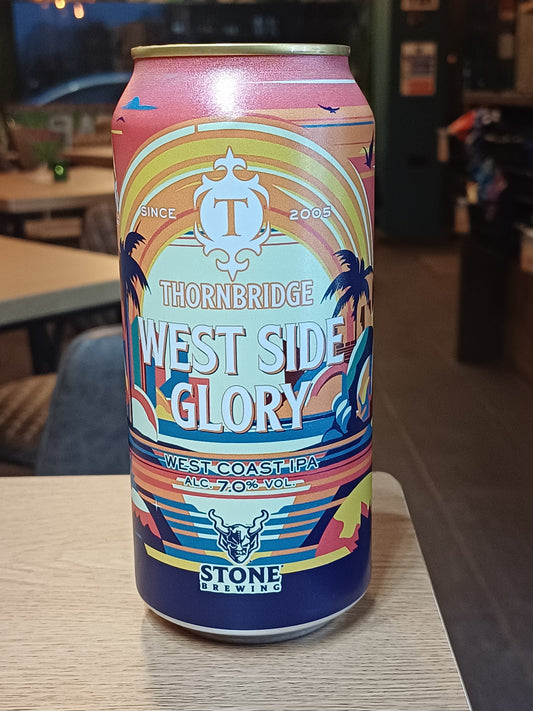 SINCE T 2005
THORNBRIDGE
WEST SIDE
GLORY
WEST COAST IPA
ALC. 7.0% VOL.
STONE
BREWING